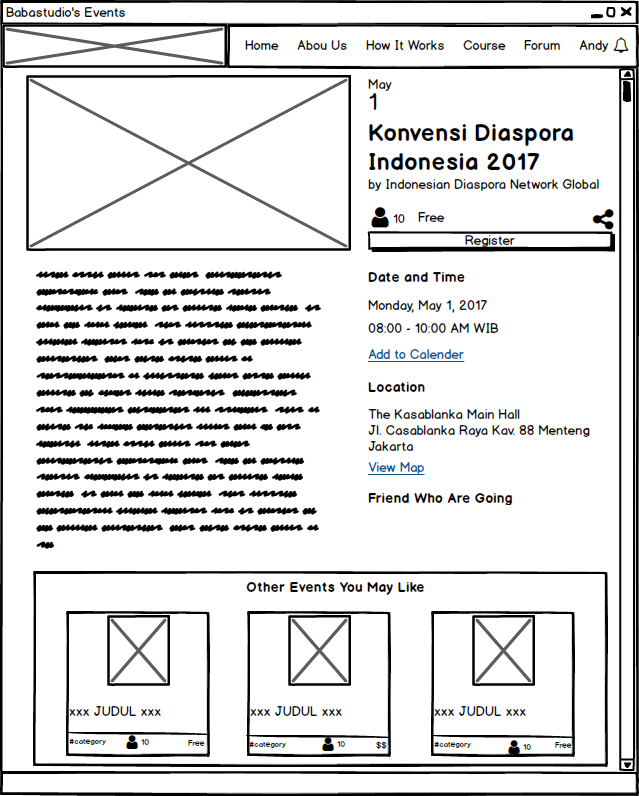 Babastudio's Events
Home Abou Us How It Works Course Forum Andy
May
1
Konvensi Diaspora
Indonesia 2017
by Indonesian Diaspora Network Global
10 Free
Register
Date and Time
Monday, May 1, 2017
08:00 - 10:00 AM WIB
Add to Calender
Location
The Kasablanka Main Hall
Jl. Casablanka Raya Kav. 88 Menteng
Jakarta
View Map
Friend Who Are Going
Other Events You May Like
xxx JUDUL xxx
#category 10 Free
xxx JUDUL xxx
#category 10 $$
xxx JUDUL xxx
#category 10 Free